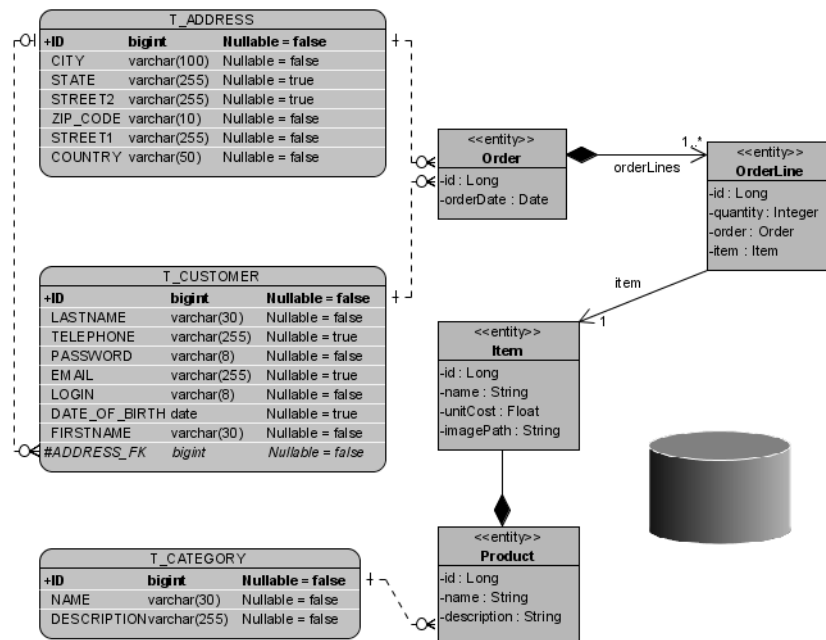 T_ADDRESS
+ID bigint Nullable = false
CITY varchar(100) Nullable = false
STATE varchar(255) Nullable = true
STREET2 varchar(255) Nullable = true
ZIP_CODE varchar(10) Nullable = false
STREET1 varchar(255) Nullable = false
COUNTRY varchar(50) Nullable = false
<<entity>>
Order
-id : Long
-orderDate : Date
1..*
orderLines
<<entity>>
OrderLine
-id : Long
-quantity : Integer
-order : Order
-item : Item
T_CUSTOMER
+ID bigint Nullable = false
LASTNAME varchar(30) Nullable = false
TELEPHONE varchar(255) Nullable = true
PASSWORD varchar(8) Nullable = false
EMAIL varchar(255) Nullable = true
LOGIN varchar(8) Nullable = false
DATE_OF_BIRTH date Nullable = true
FIRSTNAME varchar(30) Nullable = false
#ADDRESS_FK bigint Nullable = false
item
1
<<entity>>
Item
-id : Long
-name : String
-unitCost : Float
-imagePath : String
T_CATEGORY
+ID bigint Nullable = false
NAME varchar(30) Nullable = false
DESCRIPTION varchar(255) Nullable = false
<<entity>>
Product
-id : Long
-name : String
-description : String